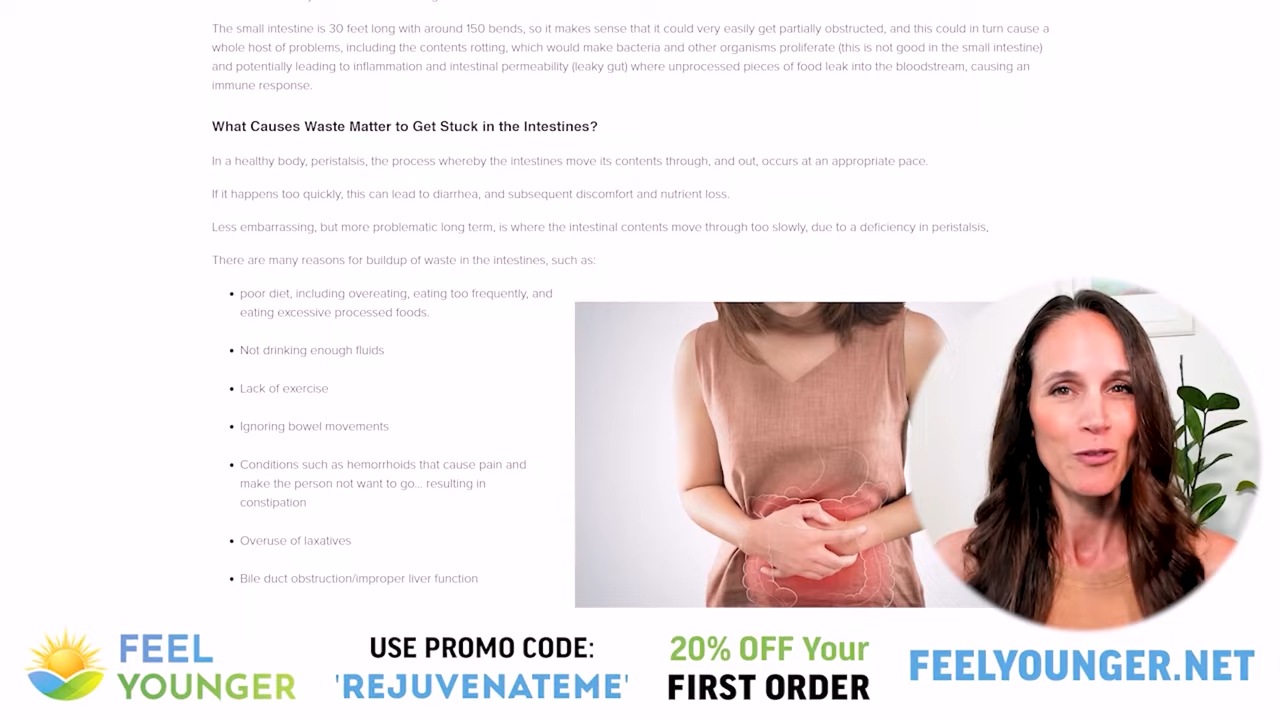 The small intestine is 30 feet long with around 150 bends, so it makes sense that it could very easily get partially obstructed, and this could in turn cause a
whole host of problems, including the contents rotting, which would make bacteria and other organisms proliferate (this is not good in the small intestine)
and potentially leading to inflammation and intestinal permeability (leaky gut) where unprocessed pieces of food leak into the bloodstream, causing an
immune response.
What Causes Waste Matter to Get Stuck in the Intestines?
In a healthy body, peristalsis, the process whereby the intestines move its contents through, and out, occurs at an appropriate pace.
If it happens too quickly, this can lead to diarrhea, and subsequent discomfort and nutrient loss.
Less embarrassing, but more problematic long term, is where the intestinal contents move through too slowly, due to a deficiency in peristalsis,
There are many reasons for buildup of waste in the intestines, such as:
• poor diet, including overeating, eating too frequently, and
eating excessive processed foods.
• Not drinking enough fluids
• Lack of exercise
• Ignoring bowel movements
• Conditions such as hemorrhoids that cause pain and
make the person not want to go... resulting in
constipation
• Overuse of laxatives
• Bile duct obstruction/improper liver function
FEEL
YOUNGER
USE PROMO CODE:
'REJUVENATEME'
20% OFF Your
FIRST ORDER
FEELYOUNGER.NET